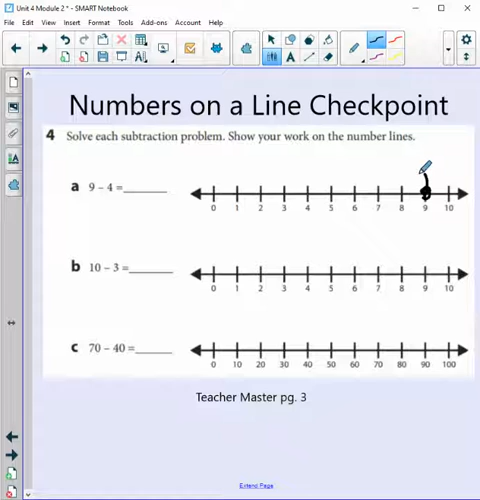 Unit 4 Module 2 * - SMART Notebook
File Edit View Insert Format Tools Add-ons Account Help
Numbers on a Line Checkpoint
4 Solve each subtraction problem. Show your work on the number lines.
a 9 – 4 = ______
0 1 2 3 4 5 6 7 8 9 10
b 10 – 3 = ______
0 1 2 3 4 5 6 7 8 9 10
c 70 – 40 = ______
0 10 20 30 40 50 60 70 80 90 100
Teacher Master pg. 3
Extend Page